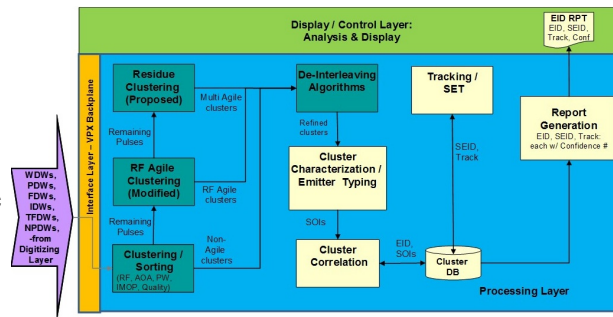 Display / Control Layer:
Analysis & Display
EID RPT
EID, SEID,
Track, Conf
Interface Layer – VPX Backplane
Residue
Clustering
(Proposed)
Multi Agile
clusters
De-Interleaving
Algorithms
Tracking /
SET
Report
Generation
EID, SEID, Track:
each w/ Confidence #
Remaining
Pulses
Refined
clusters
SEID,
Track
WDWs,
PDWs,
FDWs,
IDWs,
TFDWs,
NPDWs,
-from
Digitizing
Layer
RF Agile
Clustering
(Modified)
RF Agile
clusters
Cluster
Characterization /
Emitter Typing
Remaining
Pulses
Non-
Agile
clusters
SOIs
Clustering /
Sorting
(RF, AOA, PW,
IMOP, Quality)
Cluster
Correlation
EID,
SOIs
Cluster
DB
Processing Layer